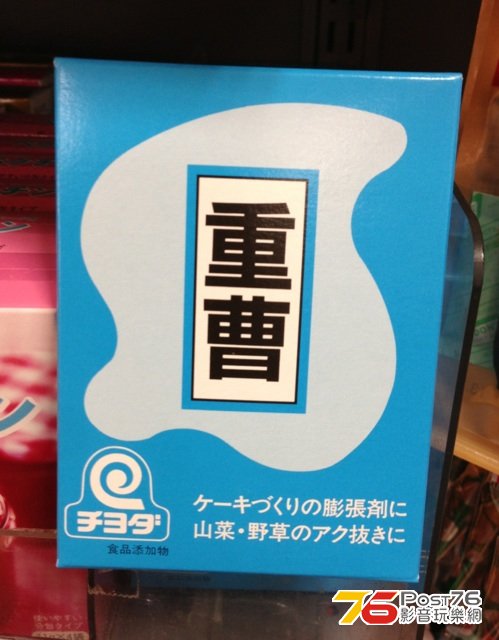 重曹
チヨダ
食品添加物
ケーキづくりの膨張剤に
山菜・野草のアク抜きに
76 POST76
影音玩樂網